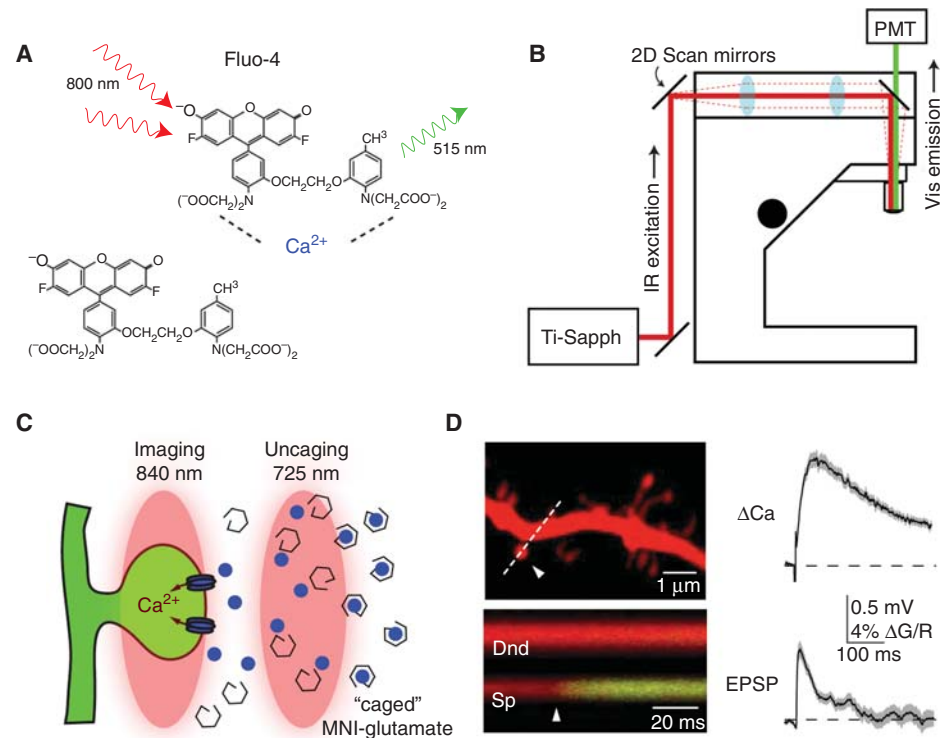 A
Fluo-4
800 nm
⁻O
O
O
F
F
CH³
515 nm
OCH₂CH₂O
(⁻OOCH₂)₂N
N(CH₂COO⁻)₂
Ca²⁺
⁻O
O
O
F
F
CH³
OCH₂CH₂O
(⁻OOCH₂)₂N
N(CH₂COO⁻)₂
B
PMT
2D Scan mirrors
IR excitation
Vis emission
Ti-Sapph
C
Imaging
840 nm
Uncaging
725 nm
Ca²⁺
"caged"
MNI-glutamate
D
1 µm
Dnd
Sp
20 ms
ΔCa
0.5 mV
4% ΔG/R
100 ms
EPSP